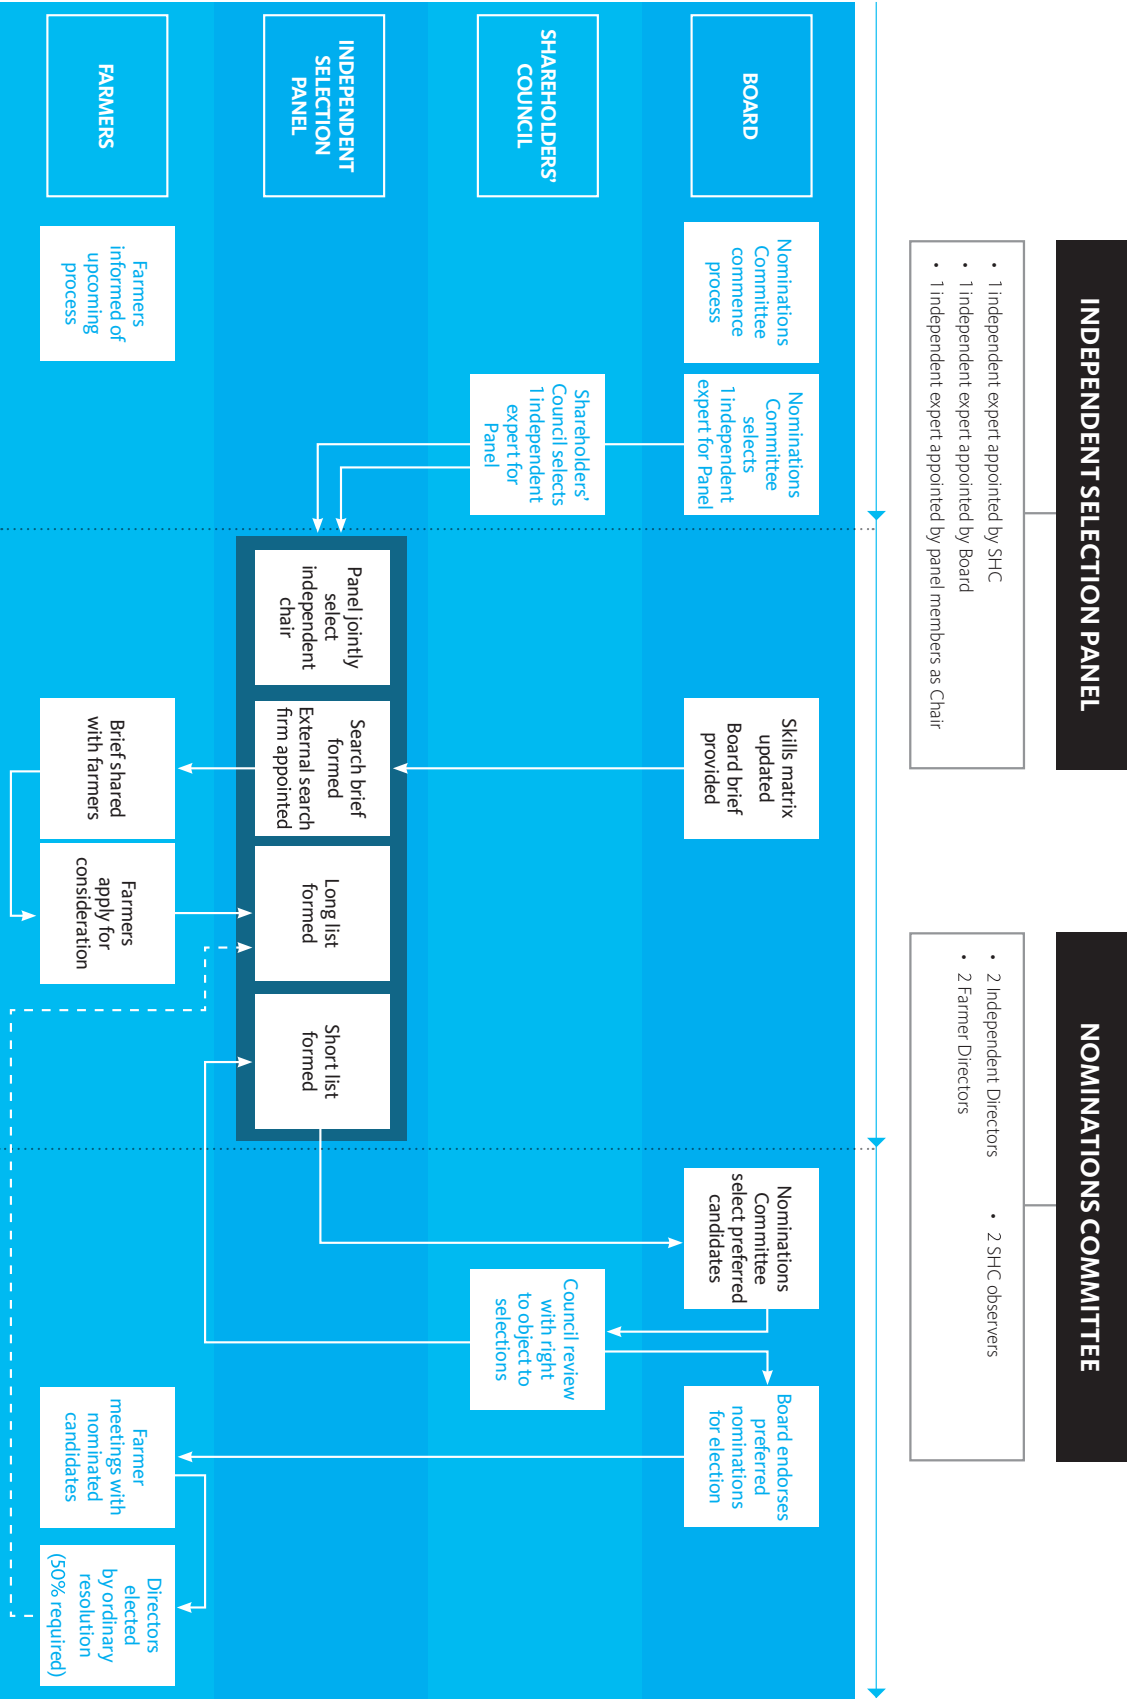 INDEPENDENT SELECTION PANEL
• 1 independent expert appointed by SHC
• 1 independent expert appointed by Board
• 1 independent expert appointed by panel members as Chair
NOMINATIONS COMMITTEE
• 2 Independent Directors
• 2 Farmer Directors
• 2 SHC observers
BOARD
Nominations
Committee
commence
process
Nominations
Committee
selects
1 independent
expert for Panel
Skills matrix
updated
Board brief
provided
Nominations
Committee
select preferred
candidates
Board endorses
preferred
nominations
for election
SHAREHOLDERS'
COUNCIL
Shareholders'
Council selects
1 independent
expert for
Panel
Council review
with right
to object to
selections
INDEPENDENT
SELECTION
PANEL
Panel jointly
select
independent
chair
Search brief
formed
External search
firm appointed
Long list
formed
Short list
formed
FARMERS
Farmers
informed of
upcoming
process
Brief shared
with farmers
Farmers
apply for
consideration
Farmer
meetings with
nominated
candidates
Directors
elected
by ordinary
resolution
(50% required)